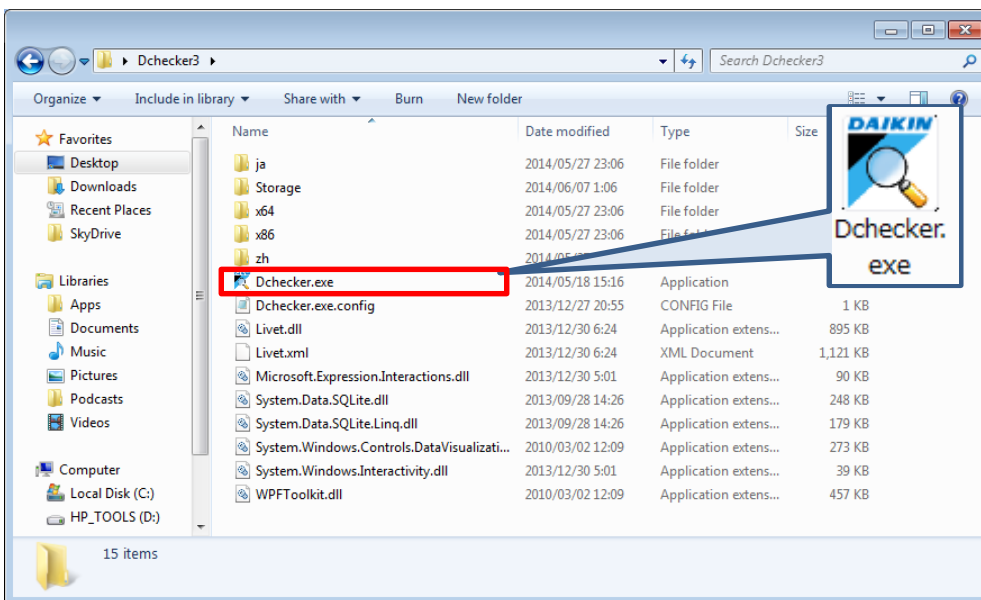 Dchecker3
Search Dchecker3
Organize
Include in library
Share with
Burn
New folder
Favorites
Desktop
Downloads
Recent Places
SkyDrive
Libraries
Apps
Documents
Music
Pictures
Podcasts
Videos
Computer
Local Disk (C:)
HP_TOOLS (D:)
Name Date modified Type Size
ja 2014/05/27 23:06 File folder
Storage 2014/06/07 1:06 File folder
x64 2014/05/27 23:06 File folder
x86 2014/05/27 23:06 File folder
zh
Dchecker.exe 2014/05/18 15:16 Application
Dchecker.exe.config 2013/12/27 20:55 CONFIG File 1 KB
Livet.dll 2013/12/30 6:24 Application extens... 895 KB
Livet.xml 2013/12/30 6:24 XML Document 1,121 KB
Microsoft.Expression.Interactions.dll 2013/12/30 5:01 Application extens... 90 KB
System.Data.SQLite.dll 2013/09/28 14:26 Application extens... 248 KB
System.Data.SQLite.Linq.dll 2013/09/28 14:26 Application extens... 179 KB
System.Windows.Controls.DataVisualizati... 2010/03/02 12:09 Application extens... 273 KB
System.Windows.Interactivity.dll 2013/12/30 5:01 Application extens... 39 KB
WPFToolkit.dll 2010/03/02 12:09 Application extens... 457 KB
DAIKIN
Dchecker.
exe
15 items